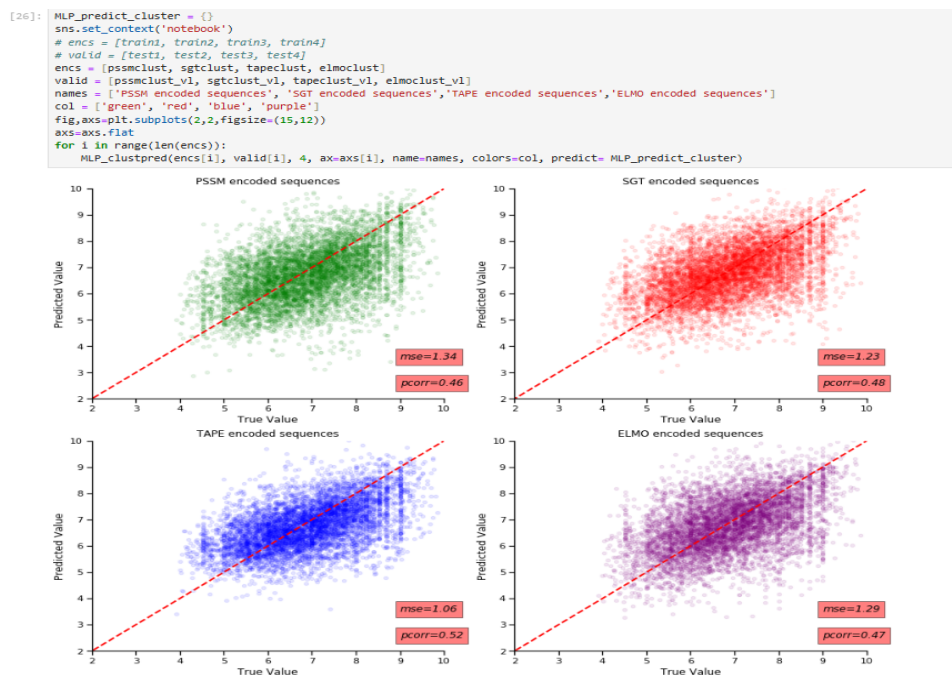 [26]: MLP_predict_cluster = {}
sns.set_context('notebook')
# encs = [train1, train2, train3, train4]
# valid = [test1, test2, test3, test4]
encs = [pssmclust, sgtclust, tapeclust, elmoclust]
valid = [pssmclust_vl, sgtclust_vl, tapeclust_vl, elmoclust_vl]
names = ['PSSM encoded sequences', 'SGT encoded sequences','TAPE encoded sequences','ELMO encoded sequences']
col = ['green', 'red', 'blue', 'purple']
fig,axs=plt.subplots(2,2,figsize=(15,12))
axs=axs.flat
for i in range(len(encs)):
    MLP_clustpred(encs[i], valid[i], 4, ax=axs[i], name=names, colors=col, predict= MLP_predict_cluster)
PSSM encoded sequences
10
9
8
7
6
5
4
3
2
Predicted Value
mse=1.34
pcorr=0.46
2 3 4 5 6 7 8 9 10
True Value
SGT encoded sequences
10
9
8
7
6
5
4
3
2
Predicted Value
mse=1.23
pcorr=0.48
2 3 4 5 6 7 8 9 10
True Value
TAPE encoded sequences
10
9
8
7
6
5
4
3
2
Predicted Value
mse=1.06
pcorr=0.52
2 3 4 5 6 7 8 9 10
True Value
ELMO encoded sequences
10
9
8
7
6
5
4
3
2
Predicted Value
mse=1.29
pcorr=0.47
2 3 4 5 6 7 8 9 10
True Value